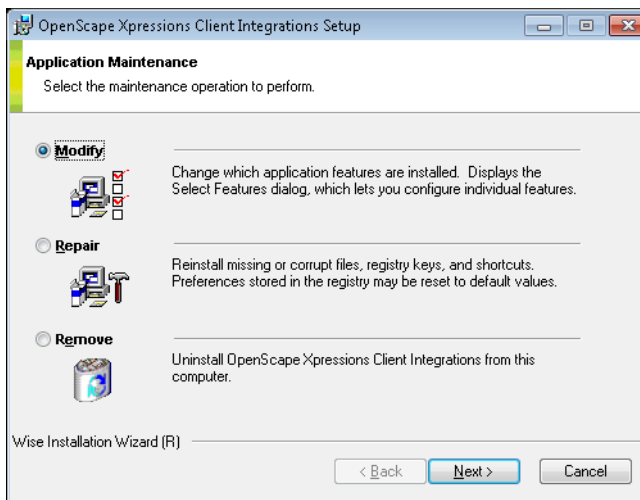 OpenScape Xpressions Client Integrations Setup
Application Maintenance
Select the maintenance operation to perform.
Modify
Change which application features are installed. Displays the
Select Features dialog, which lets you configure individual features.
Repair
Reinstall missing or corrupt files, registry keys, and shortcuts.
Preferences stored in the registry may be reset to default values.
Remove
Uninstall OpenScape Xpressions Client Integrations from this
computer.
Wise Installation Wizard (R)
< Back Next > Cancel